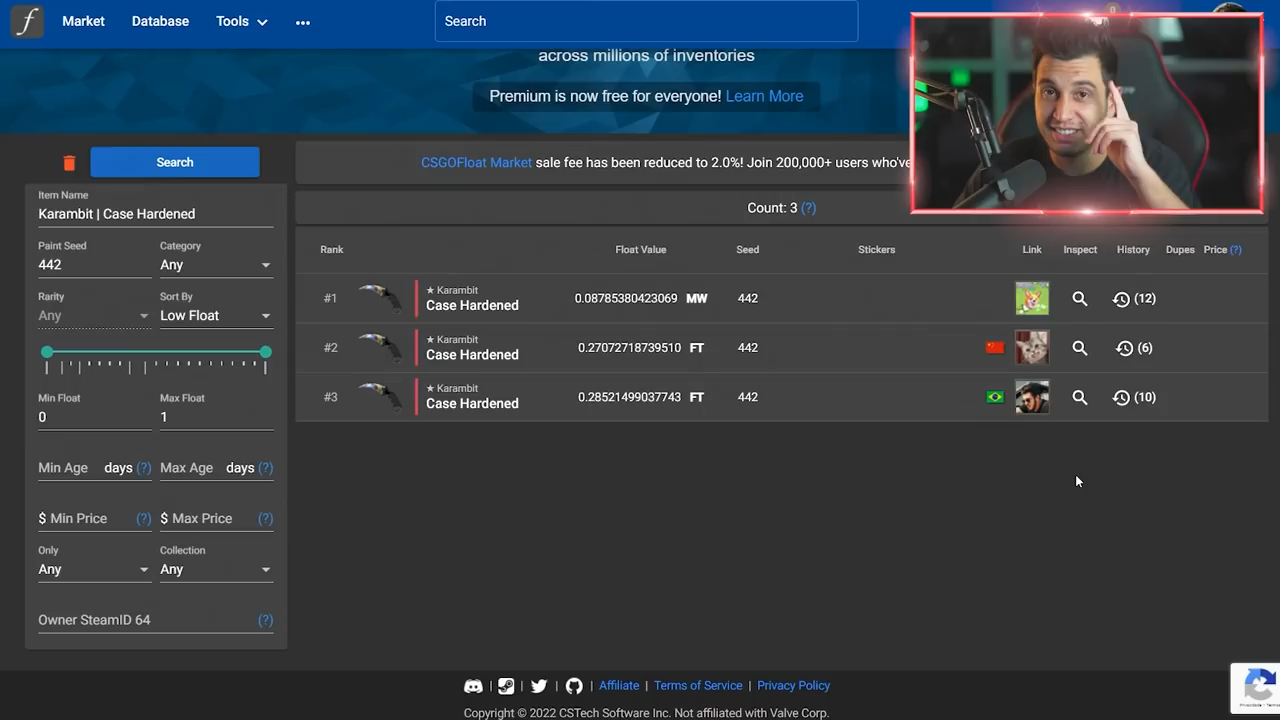 f
Market
Database
Tools
Search
0
across millions of inventories
Premium is now free for everyone! Learn More
Search
CSGOFloat Market sale fee has been reduced to 2.0%! Join 200,000+ users who've
Item Name
Karambit | Case Hardened
Count: 3 (?)
Paint Seed
Category
442
Any
Rarity
Sort By
Any
Low Float
Min Float
Max Float
0
1
Min Age days (?)
Max Age days (?)
$ Min Price (?)
$ Max Price (?)
Only
Collection
Any
Any
Owner SteamID 64 (?)
Rank Float Value Seed Stickers Link Inspect History Dupes Price (?)
#1 ★ Karambit
Case Hardened 0.08785380423069 MW 442 (12)
#2 ★ Karambit
Case Hardened 0.27072718739510 FT 442 (6)
#3 ★ Karambit
Case Hardened 0.28521499037743 FT 442 (10)
| | | | Affiliate | Terms of Service | Privacy Policy
Copyright © 2022 CSTech Software Inc. Not affiliated with Valve Corp.